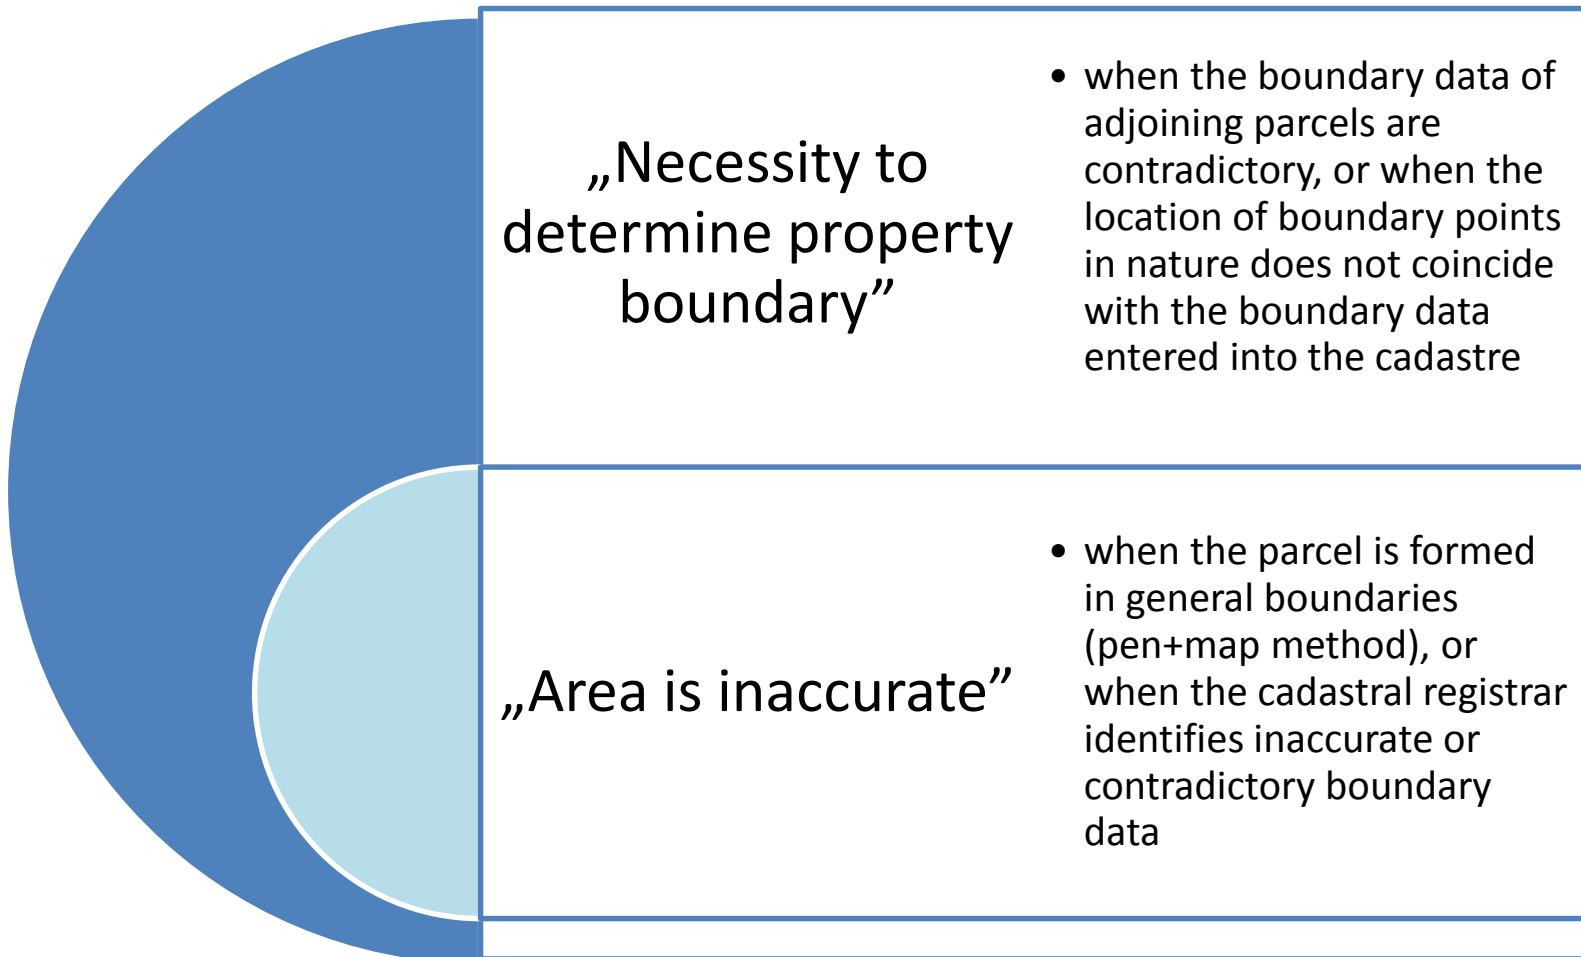 „Necessity to
determine property
boundary”
• when the boundary data of
adjoining parcels are
contradictory, or when the
location of boundary points
in nature does not coincide
with the boundary data
entered into the cadastre
„Area is inaccurate”
• when the parcel is formed
in general boundaries
(pen+map method), or
when the cadastral registrar
identifies inaccurate or
contradictory boundary
data